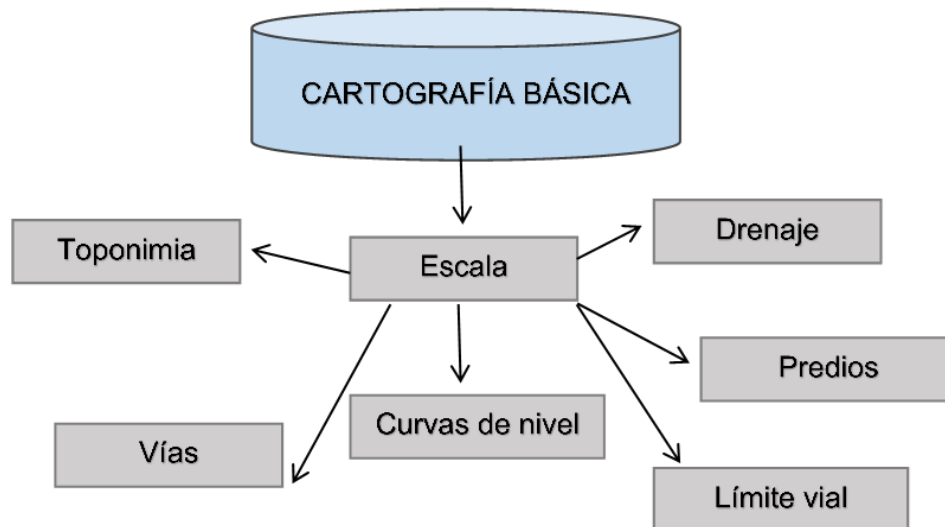 CARTOGRAFÍA BÁSICA
Toponimia
Escala
Drenaje
Predios
Curvas de nivel
Vías
Límite vial